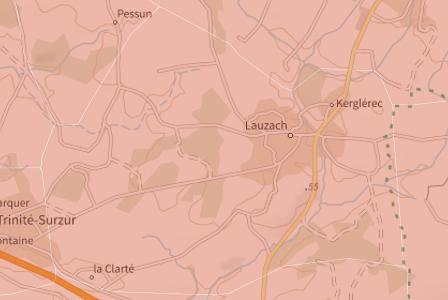 Pessun
Kerglérec
Lauzach
.55
arquer
Trinité-Surzur
ontaine
la Clarté